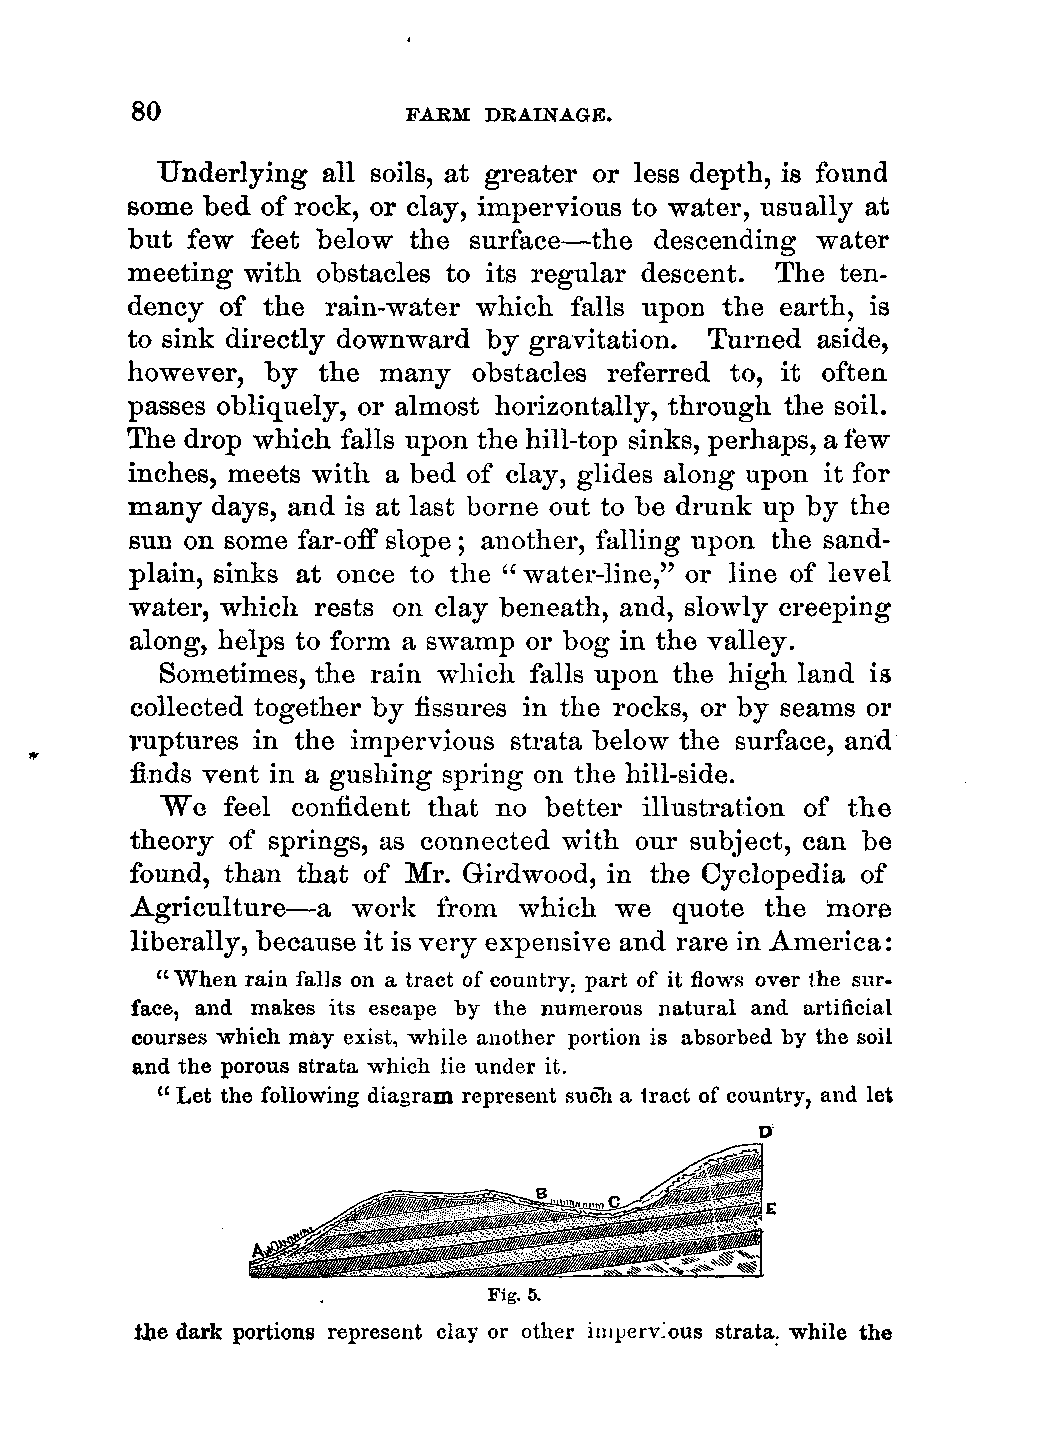 80 FARM DRAINAGE.
Underlying all soils, at greater or less depth, is found
some bed of rock, or clay, impervious to water, usually at
but few feet below the surface—the descending water
meeting with obstacles to its regular descent. The ten-
dency of the rain-water which falls upon the earth, is
to sink directly downward by gravitation. Turned aside,
however, by the many obstacles referred to, it often
passes obliquely, or almost horizontally, through the soil.
The drop which falls upon the hill-top sinks, perhaps, a few
inches, meets with a bed of clay, glides along upon it for
many days, and is at last borne out to be drunk up by the
sun on some far-off slope; another, falling upon the sand-
plain, sinks at once to the "water-line," or line of level
water, which rests on clay beneath, and, slowly creeping
along, helps to form a swamp or bog in the valley.
Sometimes, the rain which falls upon the high land is
collected together by fissures in the rocks, or by seams or
ruptures in the impervious strata below the surface, and
finds vent in a gushing spring on the hill-side.
We feel confident that no better illustration of the
theory of springs, as connected with our subject, can be
found, than that of Mr. Girdwood, in the Cyclopedia of
Agriculture—a work from which we quote the more
liberally, because it is very expensive and rare in America:
"When rain falls on a tract of country, part of it flows over the sur-
face, and makes its escape by the numerous natural and artificial
courses which may exist, while another portion is absorbed by the soil
and the porous strata which lie under it.
"Let the following diagram represent such a tract of country, and let
D
B
C
E
A
Fig. 5.
the dark portions represent clay or other impervious strata, while the